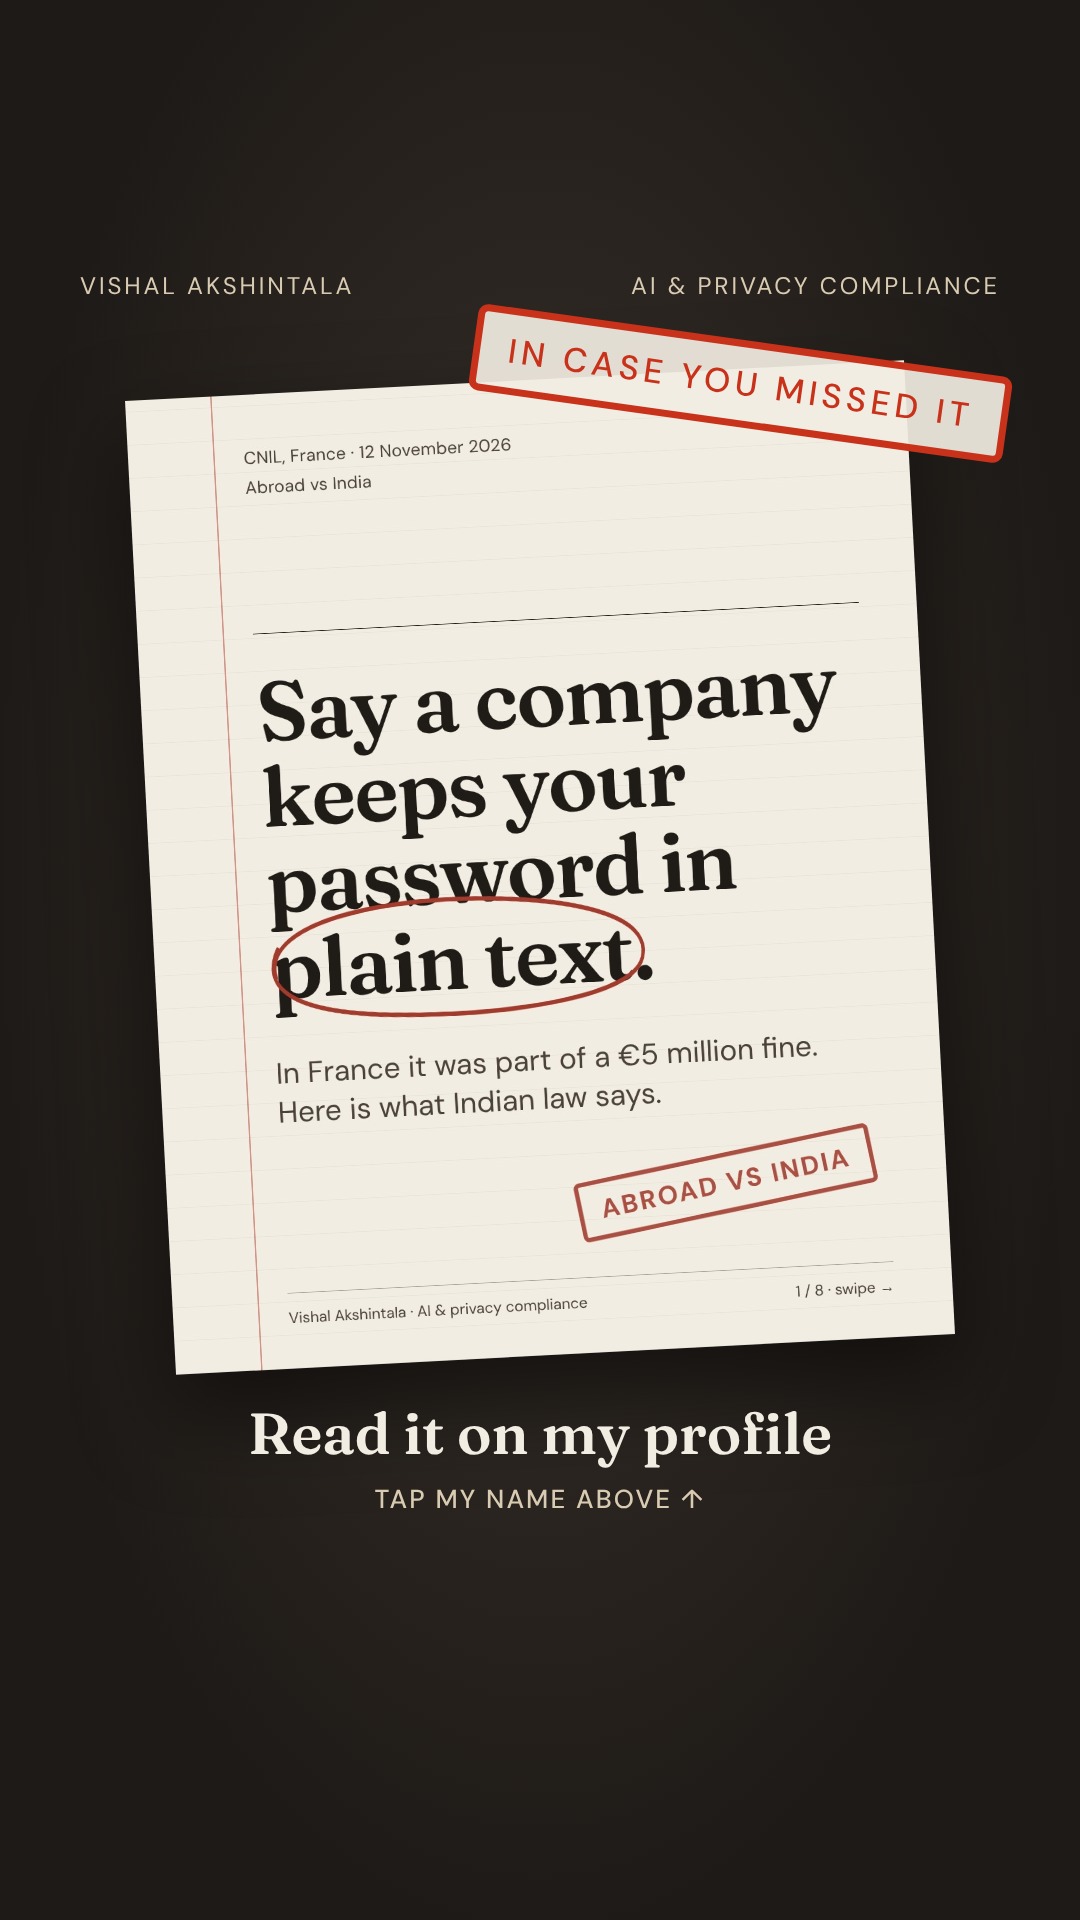 VISHAL AKSHINTALA
AI & PRIVACY COMPLIANCE
IN CASE YOU MISSED IT
CNIL, France · 12 November 2026
Abroad vs India
Say a company
keeps your
password in
plain text.
In France it was part of a €5 million fine.
Here is what Indian law says.
ABROAD VS INDIA
Vishal Akshintala · AI & privacy compliance
1 / 8 · swipe →
Read it on my profile
TAP MY NAME ABOVE ↑